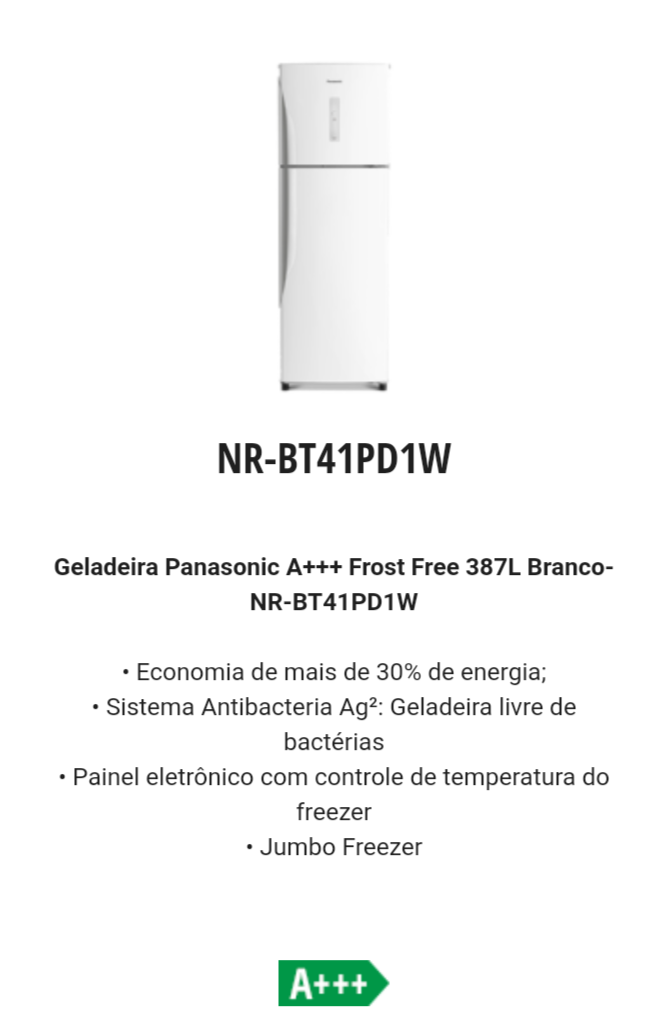 Panasonic
NR-BT41PD1W
Geladeira Panasonic A+++ Frost Free 387L Branco-
NR-BT41PD1W
• Economia de mais de 30% de energia;
• Sistema Antibacteria Ag²: Geladeira livre de
bactérias
• Painel eletrônico com controle de temperatura do
freezer
• Jumbo Freezer
A+++